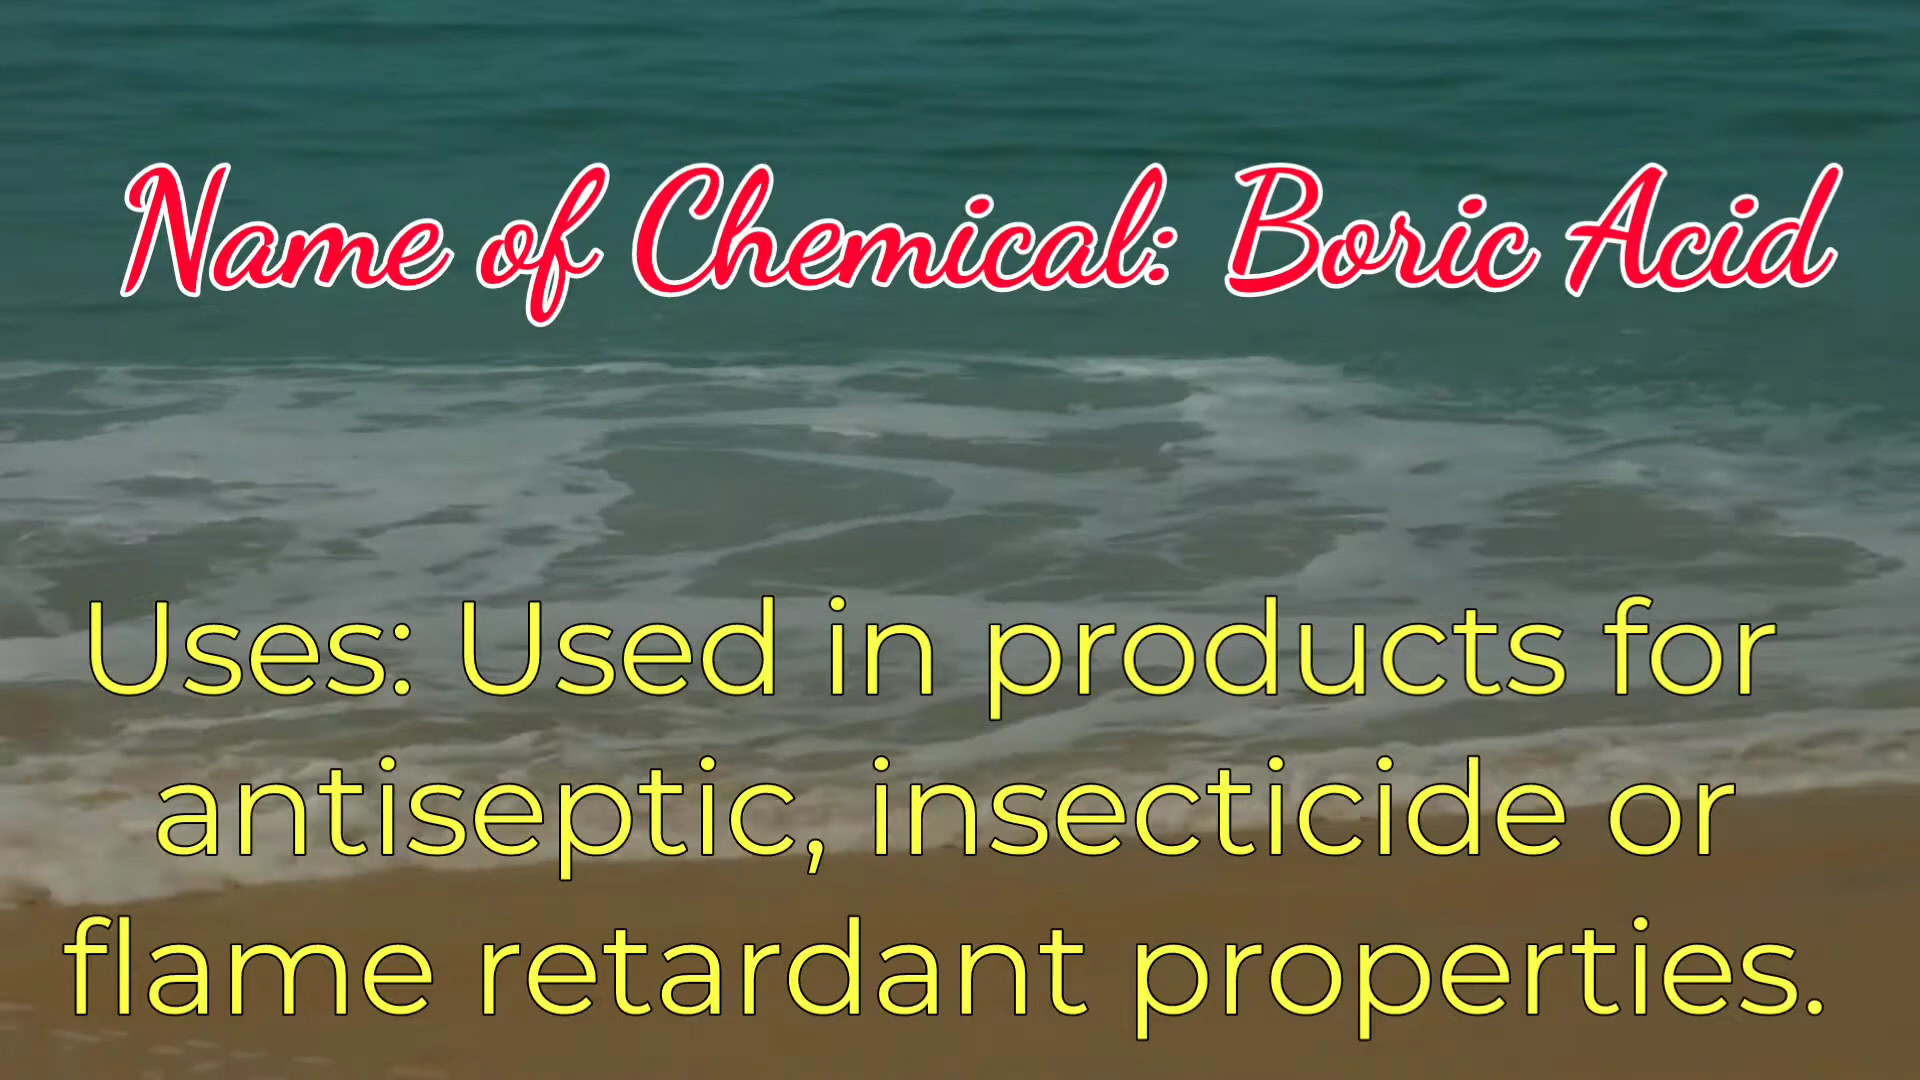 Name of Chemical: Boric Acid
Uses: Used in products for
antiseptic, insecticide or
flame retardant properties.